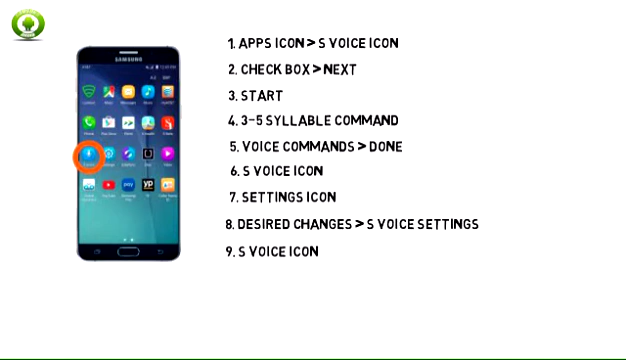 SAMSUNG
1. APPS ICON > S VOICE ICON
2. CHECK BOX > NEXT
3. START
4. 3-5 SYLLABLE COMMAND
5. VOICE COMMANDS > DONE
6. S VOICE ICON
7. SETTINGS ICON
8. DESIRED CHANGES > S VOICE SETTINGS
9. S VOICE ICON